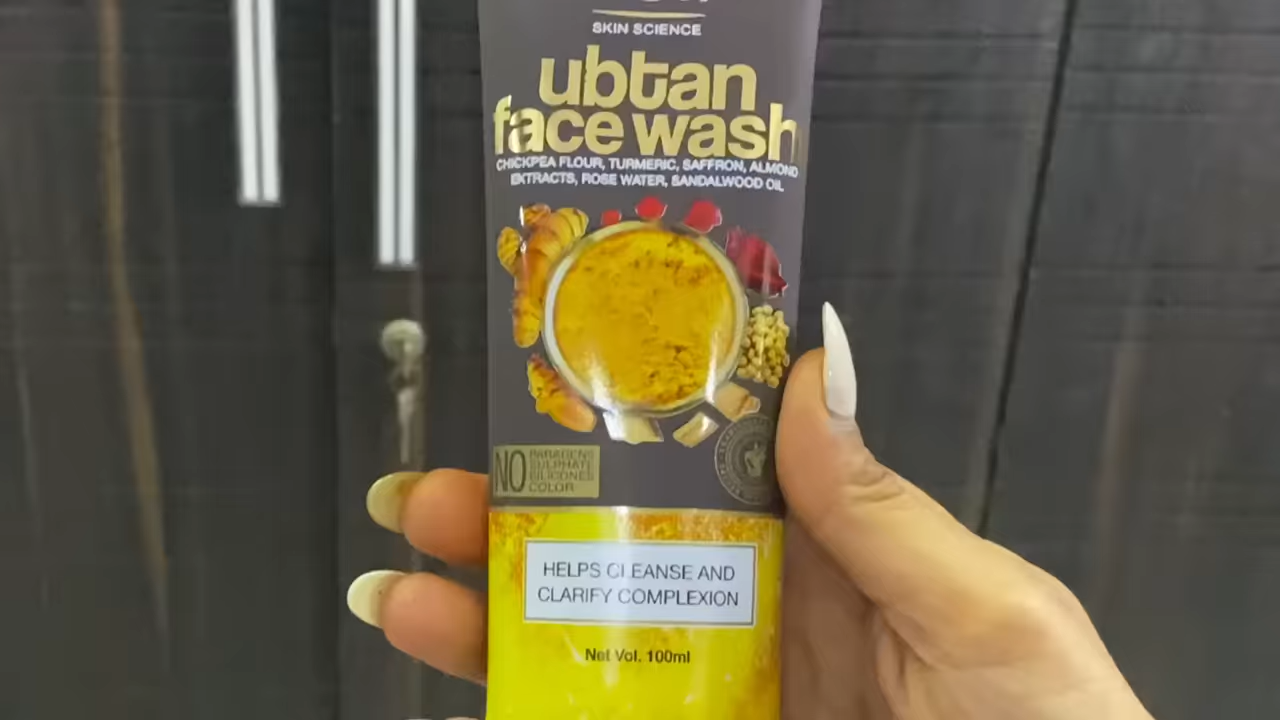 SKIN SCIENCE
ubtan
face wash
CHICKPEA FLOUR, TURMERIC, SAFFRON, ALMOND
EXTRACTS, ROSE WATER, SANDALWOOD OIL
NO PARABENS
SULPHATE
SILICONES
COLOR
HELPS CLEANSE AND
CLARIFY COMPLEXION
Net Vol. 100ml